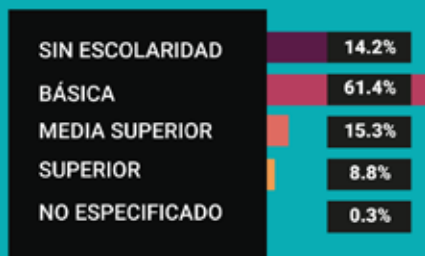 SIN ESCOLARIDAD 14.2%
BÁSICA 61.4%
MEDIA SUPERIOR 15.3%
SUPERIOR 8.8%
NO ESPECIFICADO 0.3%